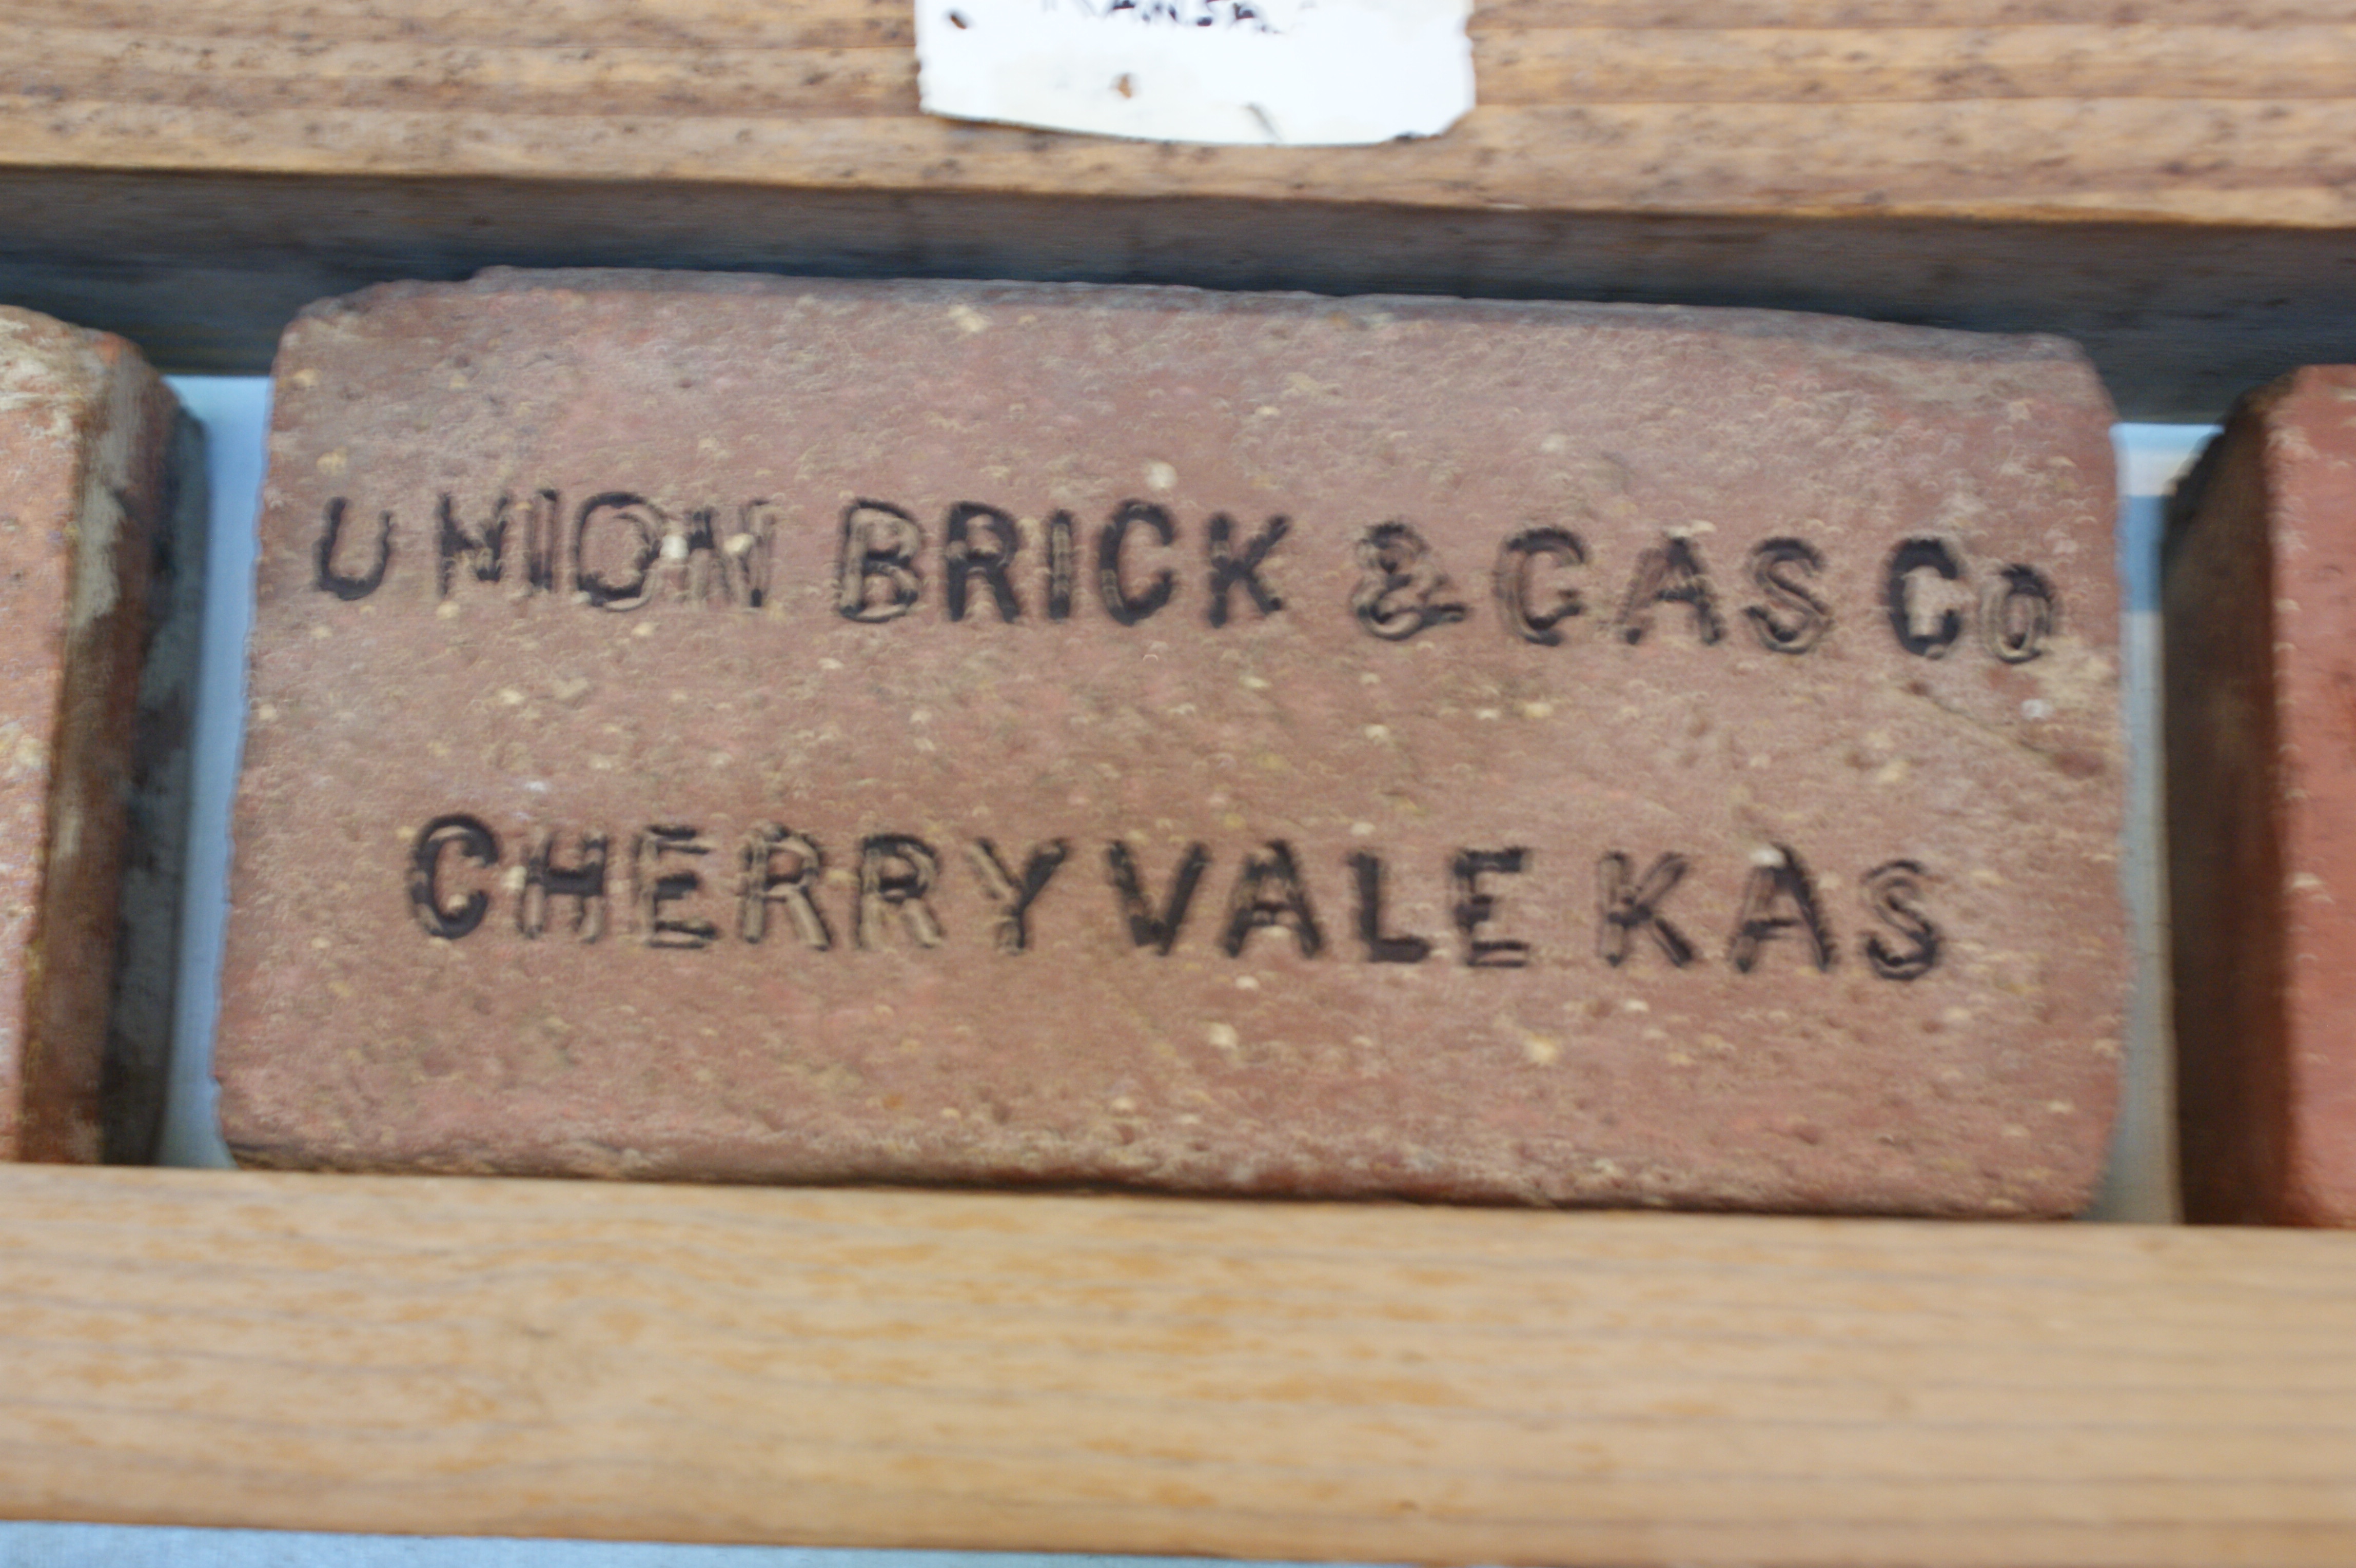 UNION BRICK & GAS Co
CHERRYVALE KAS